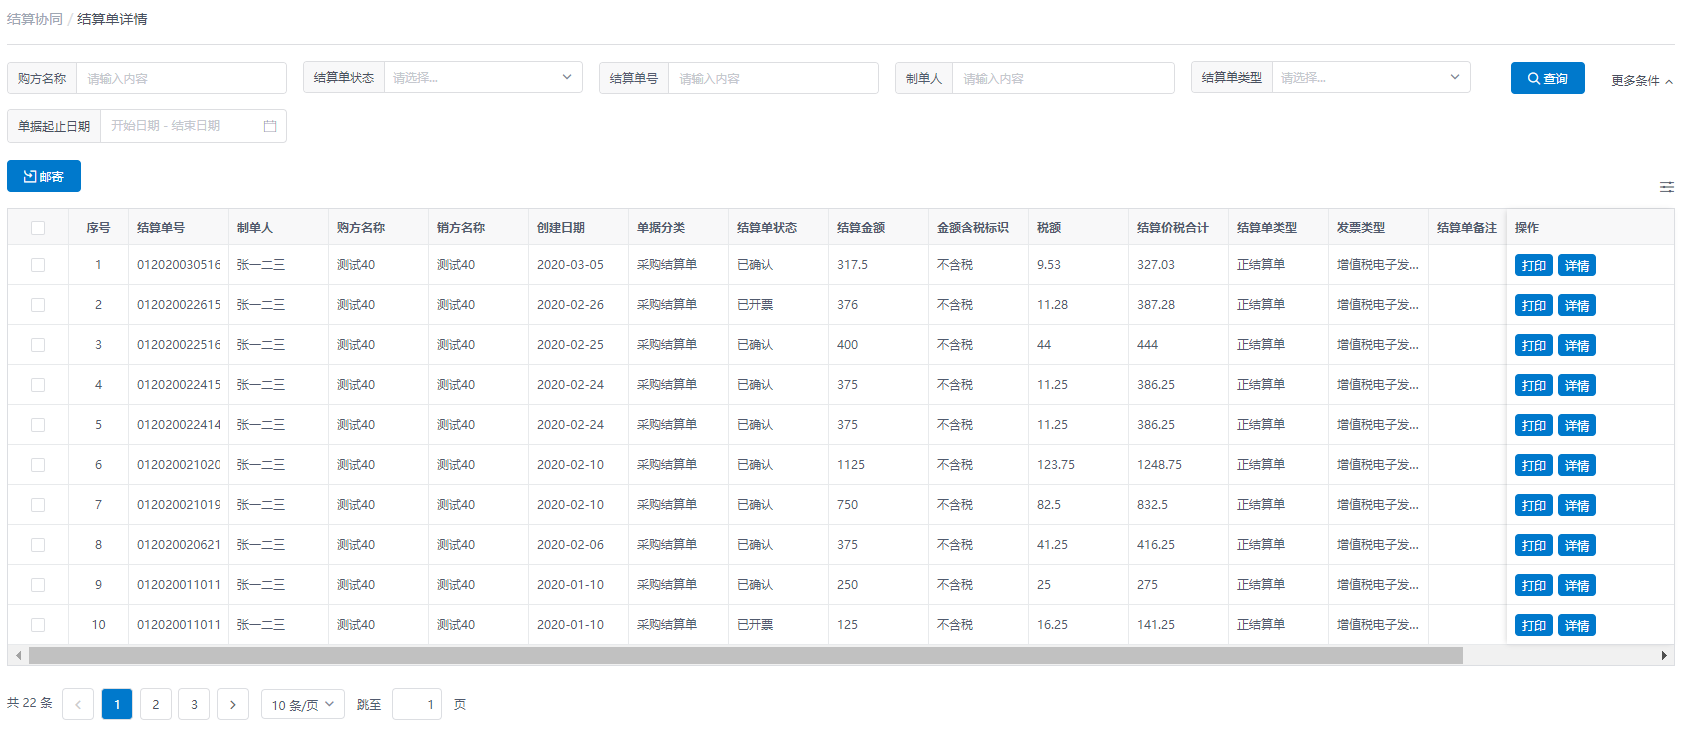 结算协同 / 结算单详情
购方名称 请输入内容 结算单状态 请选择... 结算单号 请输入内容 制单人 请输入内容 结算单类型 请选择... 查询 更多条件
单据起止日期 开始日期 - 结束日期
邮寄
序号 结算单号 制单人 购方名称 销方名称 创建日期 单据分类 结算单状态 结算金额 金额含税标识 税额 结算价税合计 结算单类型 发票类型 结算单备注 操作
1 012020030516 张一二三 测试40 测试40 2020-03-05 采购结算单 已确认 317.5 不含税 9.53 327.03 正结算单 增值税电子发... 打印 详情
2 012020022615 张一二三 测试40 测试40 2020-02-26 采购结算单 已开票 376 不含税 11.28 387.28 正结算单 增值税电子发... 打印 详情
3 012020022516 张一二三 测试40 测试40 2020-02-25 采购结算单 已确认 400 不含税 44 444 正结算单 增值税电子发... 打印 详情
4 012020022415 张一二三 测试40 测试40 2020-02-24 采购结算单 已确认 375 不含税 11.25 386.25 正结算单 增值税电子发... 打印 详情
5 012020022414 张一二三 测试40 测试40 2020-02-24 采购结算单 已确认 375 不含税 11.25 386.25 正结算单 增值税电子发... 打印 详情
6 012020021020 张一二三 测试40 测试40 2020-02-10 采购结算单 已确认 1125 不含税 123.75 1248.75 正结算单 增值税电子发... 打印 详情
7 012020021019 张一二三 测试40 测试40 2020-02-10 采购结算单 已确认 750 不含税 82.5 832.5 正结算单 增值税电子发... 打印 详情
8 012020020621 张一二三 测试40 测试40 2020-02-06 采购结算单 已确认 375 不含税 41.25 416.25 正结算单 增值税电子发... 打印 详情
9 012020011011 张一二三 测试40 测试40 2020-01-10 采购结算单 已确认 250 不含税 25 275 正结算单 增值税电子发... 打印 详情
10 012020011011 张一二三 测试40 测试40 2020-01-10 采购结算单 已开票 125 不含税 16.25 141.25 正结算单 增值税电子发... 打印 详情
共 22 条 1 2 3 10 条/页 跳至 1 页